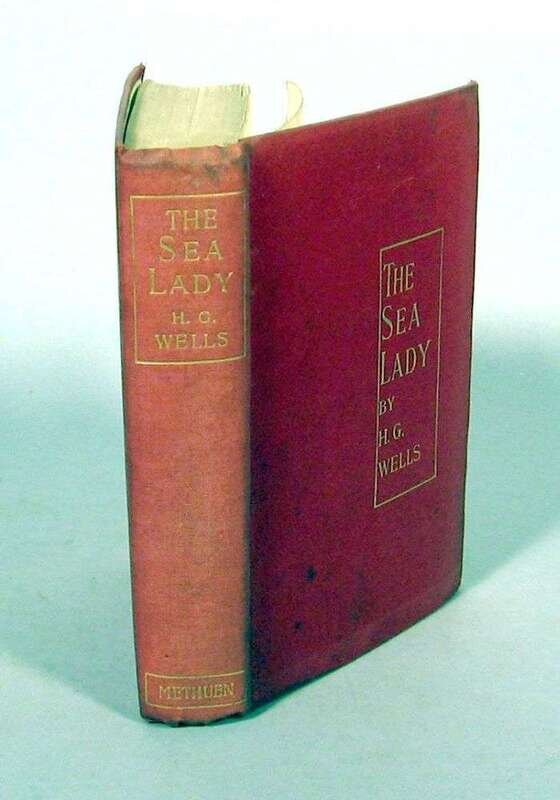 THE
SEA
LADY
H. G.
WELLS
METHUEN
THE
SEA
LADY
BY
H. G.
WELLS